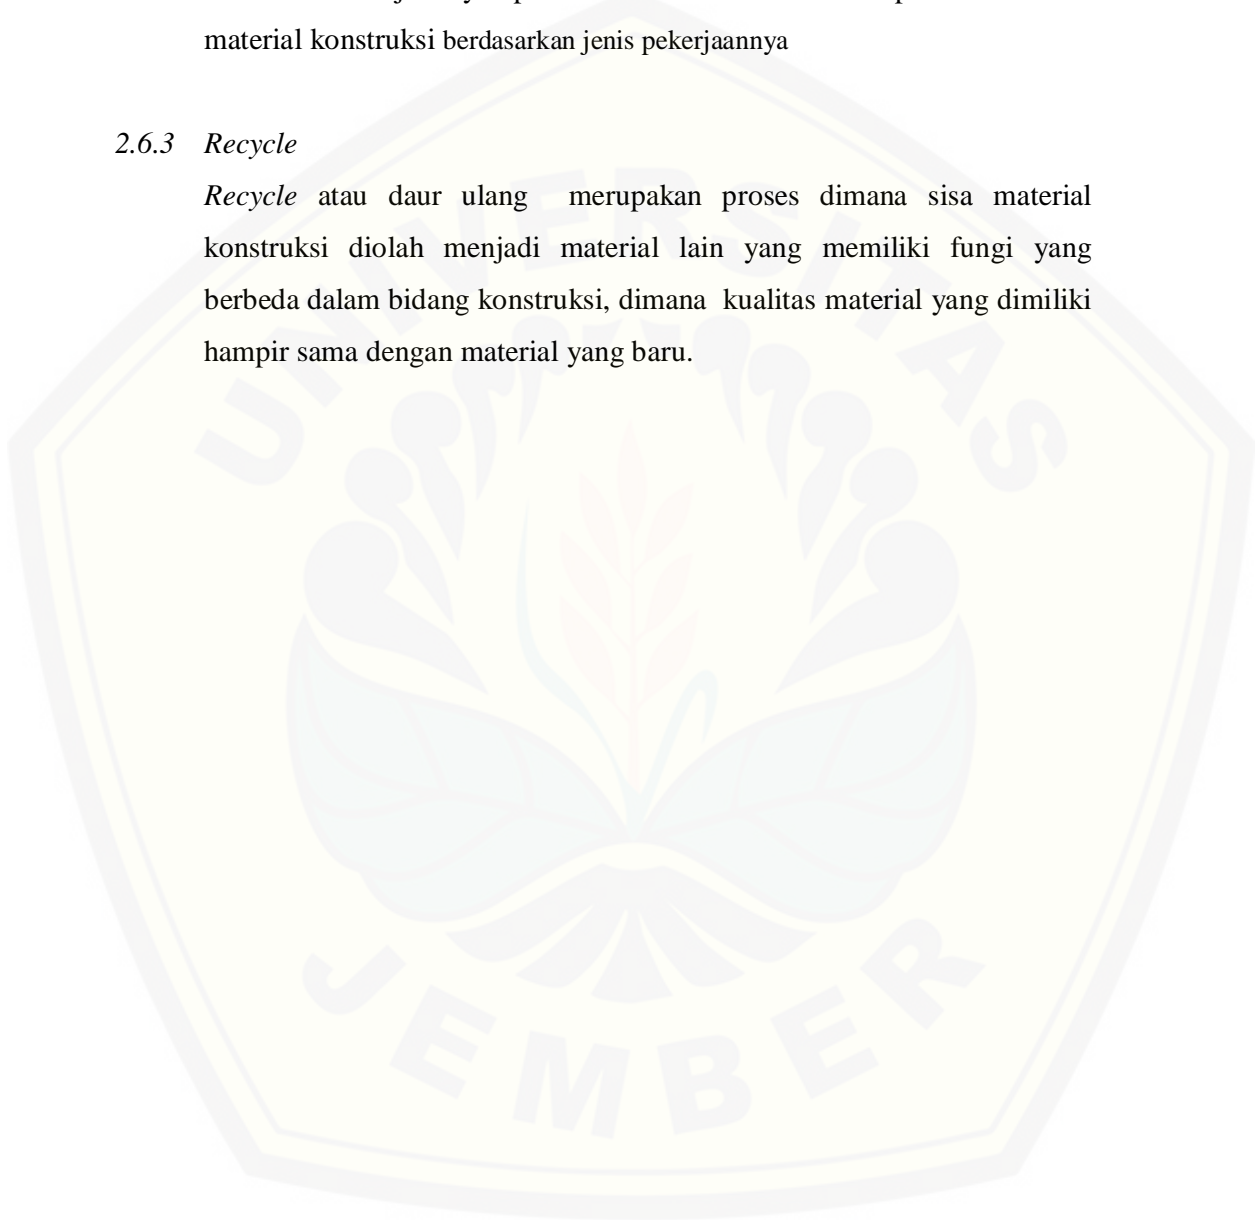 material konstruksi berdasarkan jenis pekerjaannya
2.6.3 Recycle
Recycle atau daur ulang merupakan proses dimana sisa material
konstruksi diolah menjadi material lain yang memiliki fungi yang
berbeda dalam bidang konstruksi, dimana kualitas material yang dimiliki
hampir sama dengan material yang baru.
UNIVERSITAS
JEMBER